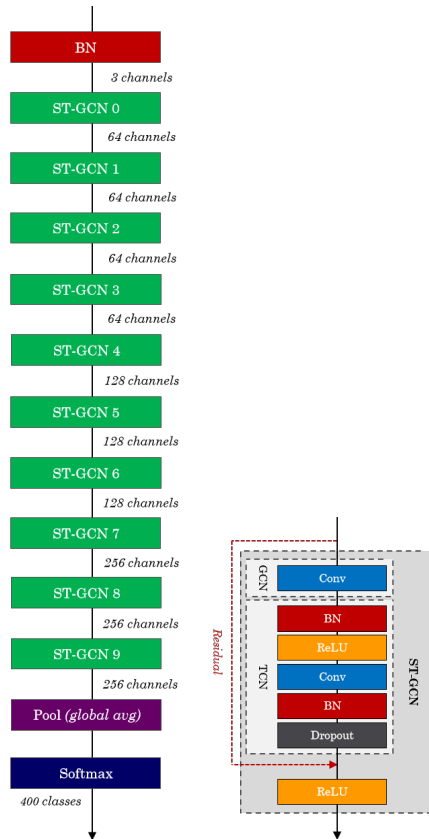 BN
3 channels
ST-GCN 0
64 channels
ST-GCN 1
64 channels
ST-GCN 2
64 channels
ST-GCN 3
64 channels
ST-GCN 4
128 channels
ST-GCN 5
128 channels
ST-GCN 6
128 channels
ST-GCN 7
256 channels
ST-GCN 8
256 channels
ST-GCN 9
256 channels
Pool (global avg)
Softmax
400 classes
Residual
GCN
Conv
TCN
BN
ReLU
Conv
BN
Dropout
ReLU
ST-GCN